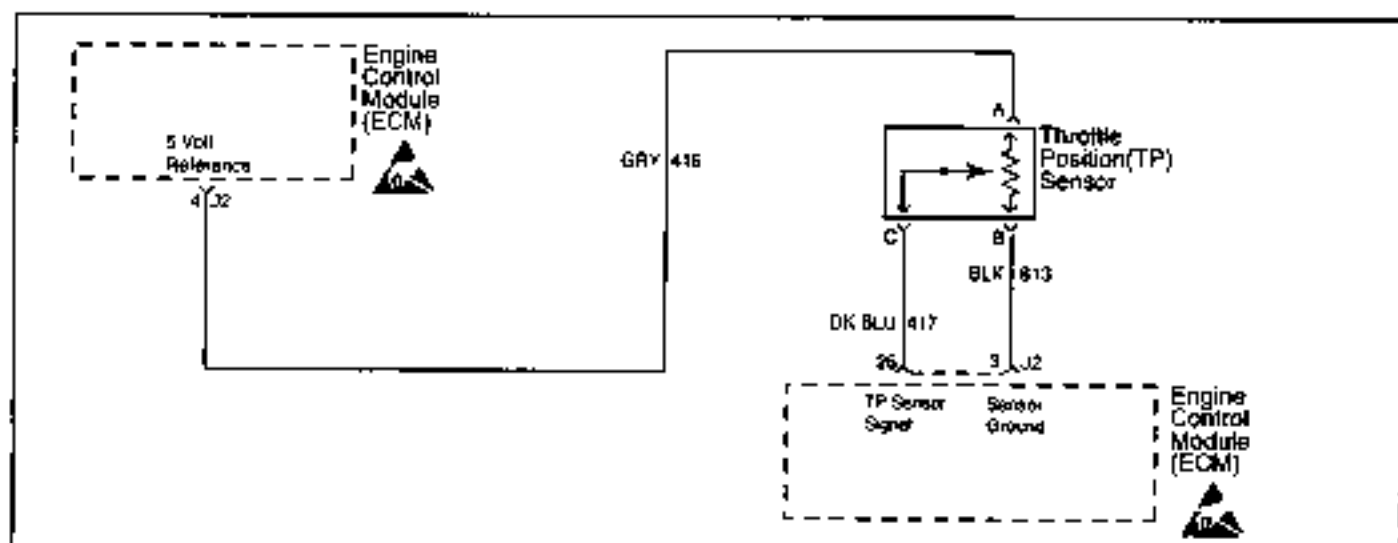 Engine
Control
Module
(ECM)
5 Volt
Reference
4 J2
GRY 416
A
Throttle
Position(TP)
Sensor
C
B
BLK 813
DK BLU 417
26
3 J2
TP Sensor
Signal
Sensor
Ground
Engine
Control
Module
(ECM)